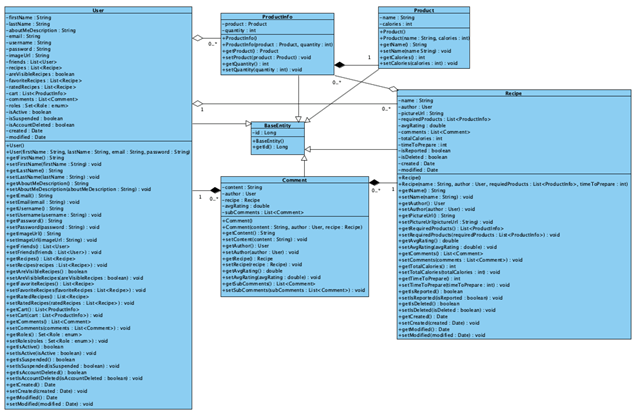 User
-firstName : String
-lastName : String
-aboutMeDescription : String
-email : String
-username : String
-password : String
-imageUrl : String
-friends : List<User>
-recipes : List<Recipe>
-areVisibleRecipes : boolean
-favoriteRecipes : List<Recipe>
-ratedRecipes : List<Recipe>
-cart : List<ProductInfo>
-comments : List<Comment>
-roles : Set<Role : enum>
-isActive : boolean
-isSuspended : boolean
-isAccountDeleted : boolean
-created : Date
-modified : Date
+User()
+User(firstName : String, lastName : String, email : String, password : String)
+getFirstName() : String
+setFirstName(firstName : String) : void
+getLastName() : String
+setLastName(lastName : String) : void
+getAboutMeDescription() : String
+setAboutMeDescription(aboutMeDescription : String) : void
+getEmail() : String
+setEmail(email : String) : void
+getUsername() : String
+setUsername(username : String) : void
+getPassword() : String
+setPassword(password : String) : void
+getImageUrl() : String
+setImageUrl(imageUrl : String) : void
+getFriends() : List<User>
+setFriends(friends : List<User>) : void
+getRecipes() : List<Recipe>
+setRecipes(recipes : List<Recipe>) : void
+getAreVisibleRecipes() : boolean
+setAreVisibleRecipes(areVisibleRecipes : boolean) : void
+getFavoriteRecipes() : List<Recipe>
+setFavoriteRecipes(favoriteRecipes : List<Recipe>) : void
+getRatedRecipes() : List<Recipe>
+setRatedRecipes(ratedRecipes : List<Recipe>) : void
+getCart() : List<ProductInfo>
+setCart(cart : List<ProductInfo>) : void
+getComments() : List<Comment>
+setComments(comments : List<Comment>) : void
+getRoles() : Set<Role : enum>
+setRoles(roles : Set<Role : enum>) : void
+getIsActive() : boolean
+setIsActive(isActive : boolean) : void
+getIsSuspended() : boolean
+setIsSuspended(isSuspended : boolean) : void
+getIsAccountDeleted() : boolean
+setIsAccountDeleted(isAccountDeleted : boolean) : void
+getCreated() : Date
+setCreated(created : Date) : void
+getModified() : Date
+setModified(modified : Date) : void
ProductInfo
-product : Product
-quantity : int
+ProductInfo()
+ProductInfo(product : Product, quantity : int)
+getProduct() : Product
+setProduct(product : Product) : void
+getQuantity() : int
+setQuantity(quantity : int) : void
Product
-name : String
-calories : int
+Product()
+Product(name : String, calories : int)
+getName() : String
+setName(name String) : void
+getCalories() : int
+setCalories(calories : int) : void
0..*
1
0..*
0..*
1
0..*
BaseEntity
-id : Long
+BaseEntity()
+getId() : Long
Comment
-content : String
-author : User
-recipe : Recipe
-avgRating : double
-subComments : List<Comment>
+Comment()
+Comment(content : String, author : User, recipe : Recipe)
+getContent() : String
+setContent(content : String) : void
+getAuthor() : User
+setAuthor(author : User) : void
+getRecipe() : Recipe
+setRecipe(recipe : Recipe) : void
+getAvgRating() : double
+setAvgRating(avgRating : double) : void
+getSubComments() : List<Comment>
+setSubComments(subComments : List<Comment>) : void
1
0..*
0..*
1
Recipe
-name : String
-author : User
-pictureUrl : String
-requiredProducts : List<ProductInfo>
-avgRating : double
-comments : List<Comment>
-totalCalories : int
-timeToPrepare : int
-isReported : boolean
-isDeleted : boolean
-created : Date
-modified : Date
+Recipe()
+Recipe(name : String, author : User, requiredProducts : List<ProductInfo>, timeToPrepare : int)
+getName() : String
+setName(name : String) : void
+getAuthor() : User
+setAuthor(author : User) : void
+getPictureUrl() : String
+setPictureUrl(pictureUrl : String) : void
+getRequiredProducts() : List<ProductInfo>
+setRequiredProducts(requiredProducts : List<ProductInfo>) : void
+getAvgRating() : double
+setAvgRating(avgRating : double) : void
+getComments() : List<Comment>
+setComments(comments : List<Comment>) : void
+getTotalCalories() : int
+setTotalCalories(totalCalories : int) : void
+getTimeToPrepare() : int
+setTimeToPrepare(timeToPrepare : int) : void
+getIsReported() : boolean
+setIsReported(isReported : boolean) : void
+getIsDeleted() : boolean
+setIsDeleted(isDeleted : boolean) : void
+getCreated() : Date
+setCreated(created : Date) : void
+getModified() : Date
+setModified(modified : Date) : void